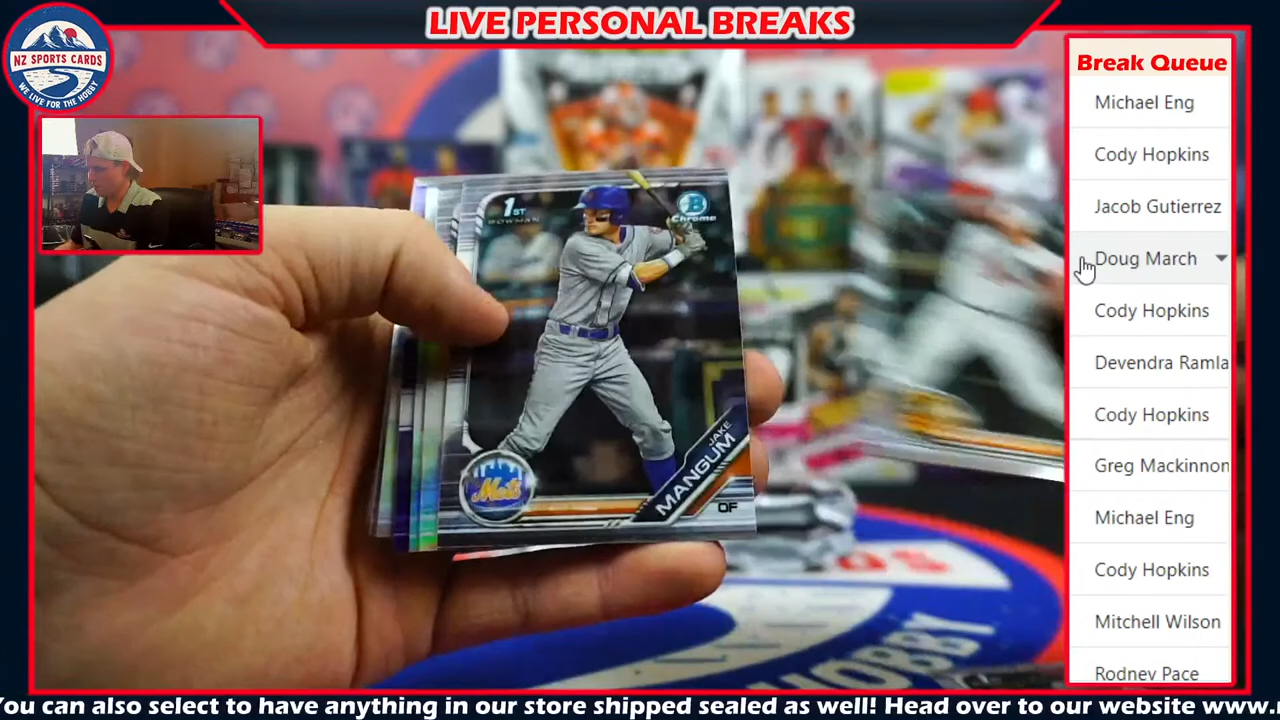 LIVE PERSONAL BREAKS
NZ SPORTS CARDS
WE LIVE FOR THE HOBBY
Break Queue
Michael Eng
Cody Hopkins
Jacob Gutierrez
Doug March
Cody Hopkins
Devendra Ramla
Cody Hopkins
Greg Mackinnon
Michael Eng
Cody Hopkins
Mitchell Wilson
Rodney Pace
1ST
BOWMAN
B
Chrome
JAKE
MANGUM
Mets
OF
HOBBY
You can also select to have anything in our store shipped sealed as well! Head over to our website www.